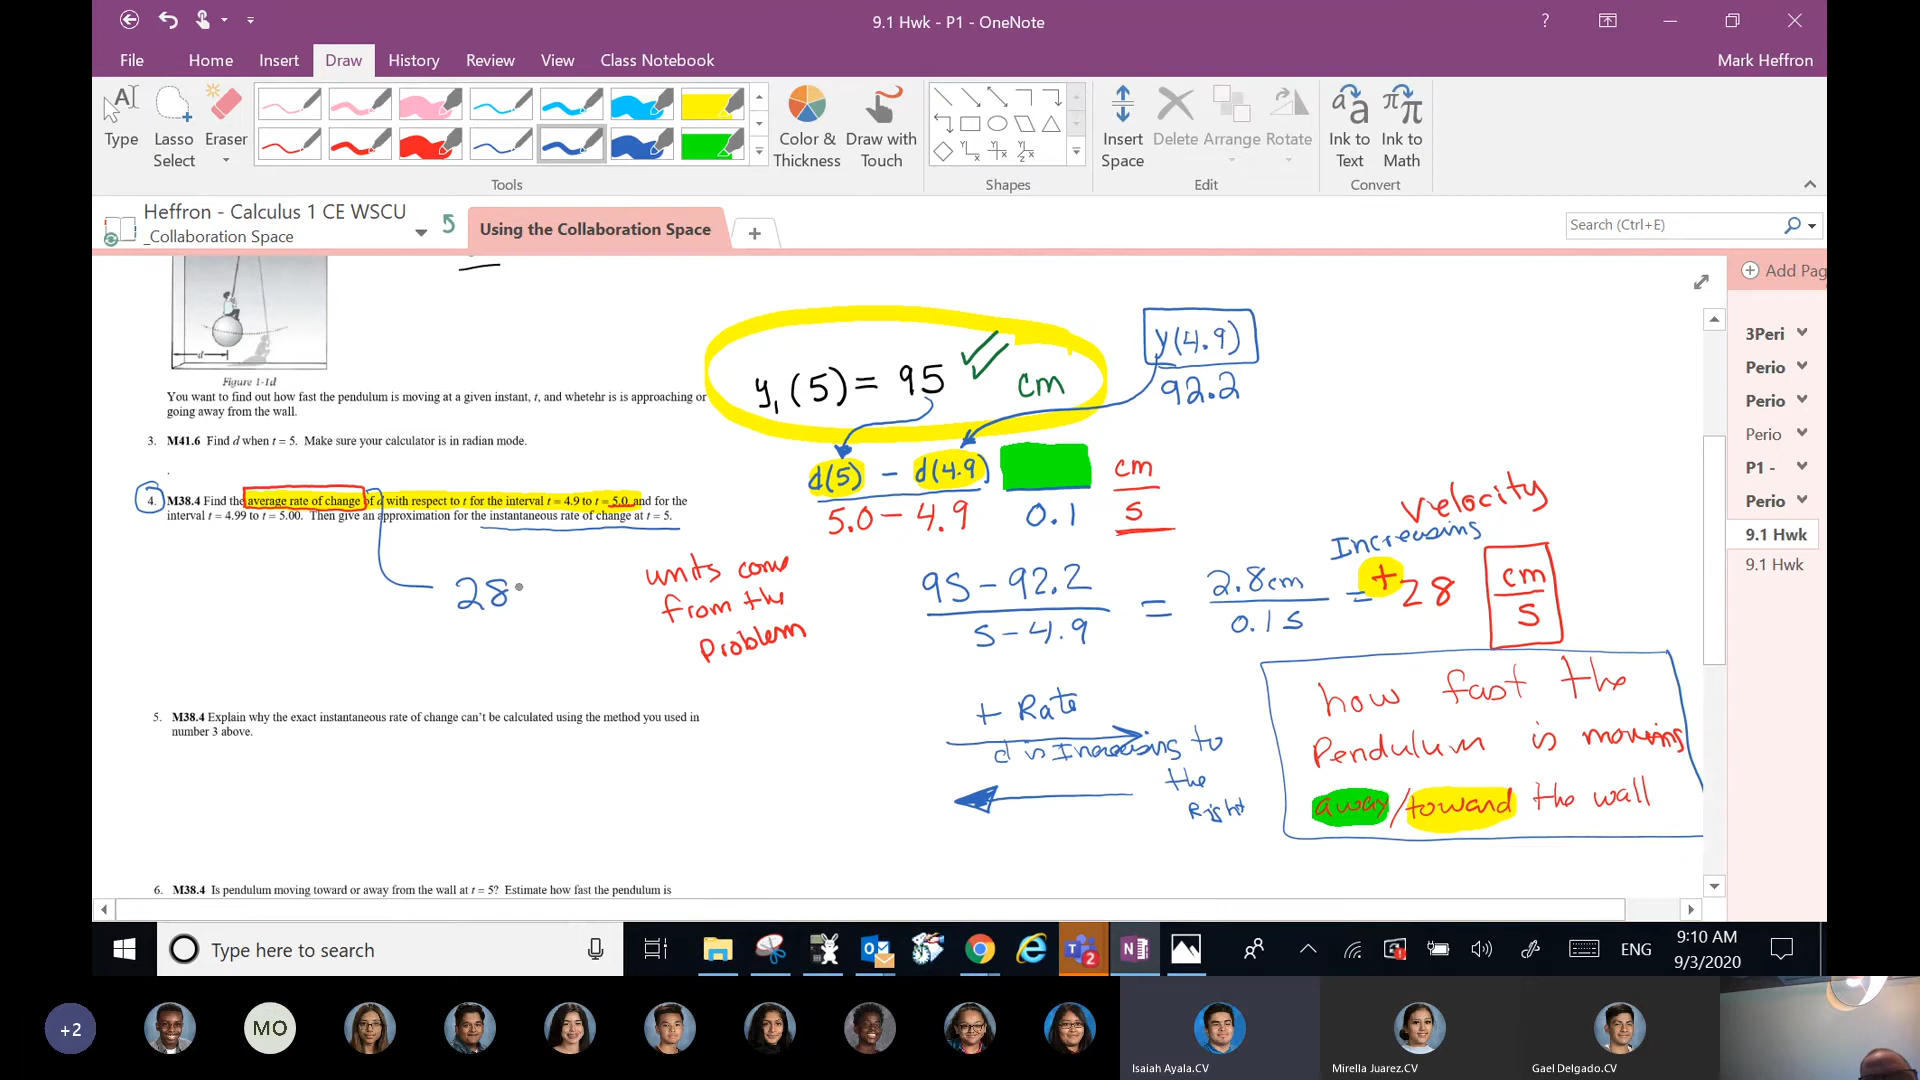 9.1 Hwk - P1 - OneNote
File Home Insert Draw History Review View Class Notebook
Mark Heffron
Type
Lasso Select
Eraser
Color & Thickness
Draw with Touch
Insert Space
Delete
Arrange
Rotate
Ink to Text
Ink to Math
Tools
Shapes
Edit
Convert
Heffron - Calculus 1 CE WSCU
_Collaboration Space
Using the Collaboration Space
Search (Ctrl+E)
Add Pag
3Peri
Perio
Perio
Perio
P1 -
Perio
9.1 Hwk
9.1 Hwk
d
Figure 1-1d
You want to find out how fast the pendulum is moving at a given instant, t, and whetehr is is approaching or
going away from the wall.
3. M41.6 Find d when t = 5. Make sure your calculator is in radian mode.
4. M38.4 Find the average rate of change of d with respect to t for the interval t = 4.9 to t = 5.0 and for the
interval t = 4.99 to t = 5.00. Then give an approximation for the instantaneous rate of change at t = 5.
28
5. M38.4 Explain why the exact instantaneous rate of change can't be calculated using the method you used in
number 3 above.
6. M38.4 Is pendulum moving toward or away from the wall at t = 5? Estimate how fast the pendulum is
y₁(5) = 95 cm
y(4.9)
92.2
d(5) - d(4.9)
5.0 - 4.9
0.1
cm
s
units come
from the
Problem
95 - 92.2
5 - 4.9
=
2.8cm
0.1 s
= +28
cm
s
Velocity
Increasing
+ Rate
d is Increasing to
the
Right
how fast the
Pendulum is moving
away/toward the wall
Type here to search
ENG
9:10 AM
9/3/2020
+2
MO
Isaiah Ayala.CV
Mirella Juarez.CV
Gael Delgado.CV